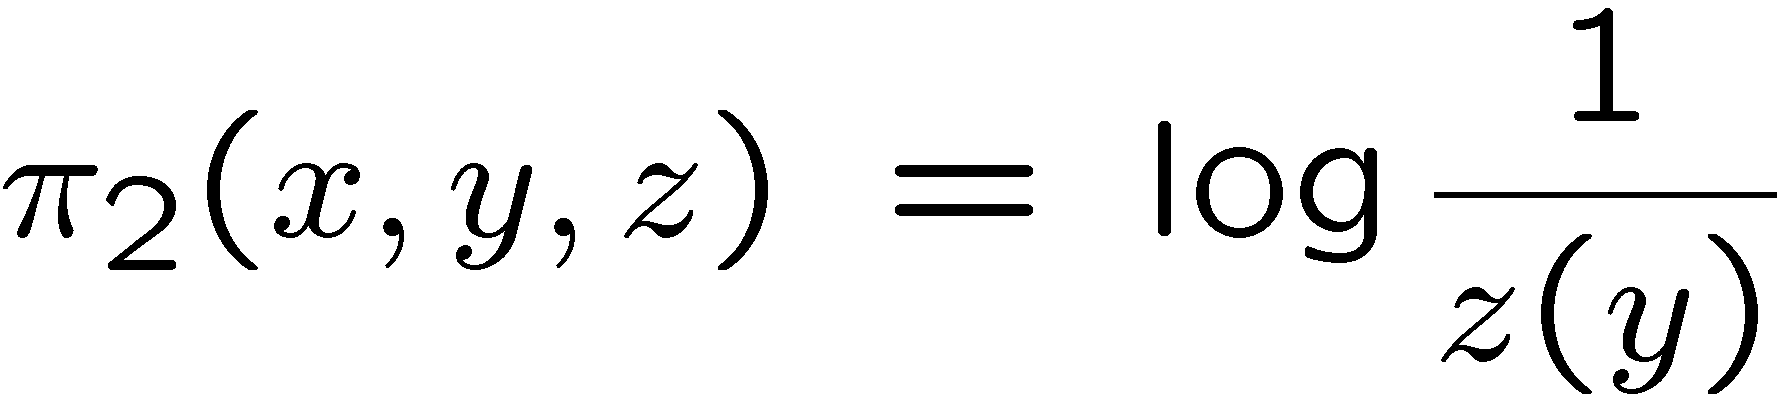 π₂(x, y, z) = log 1/z(y)